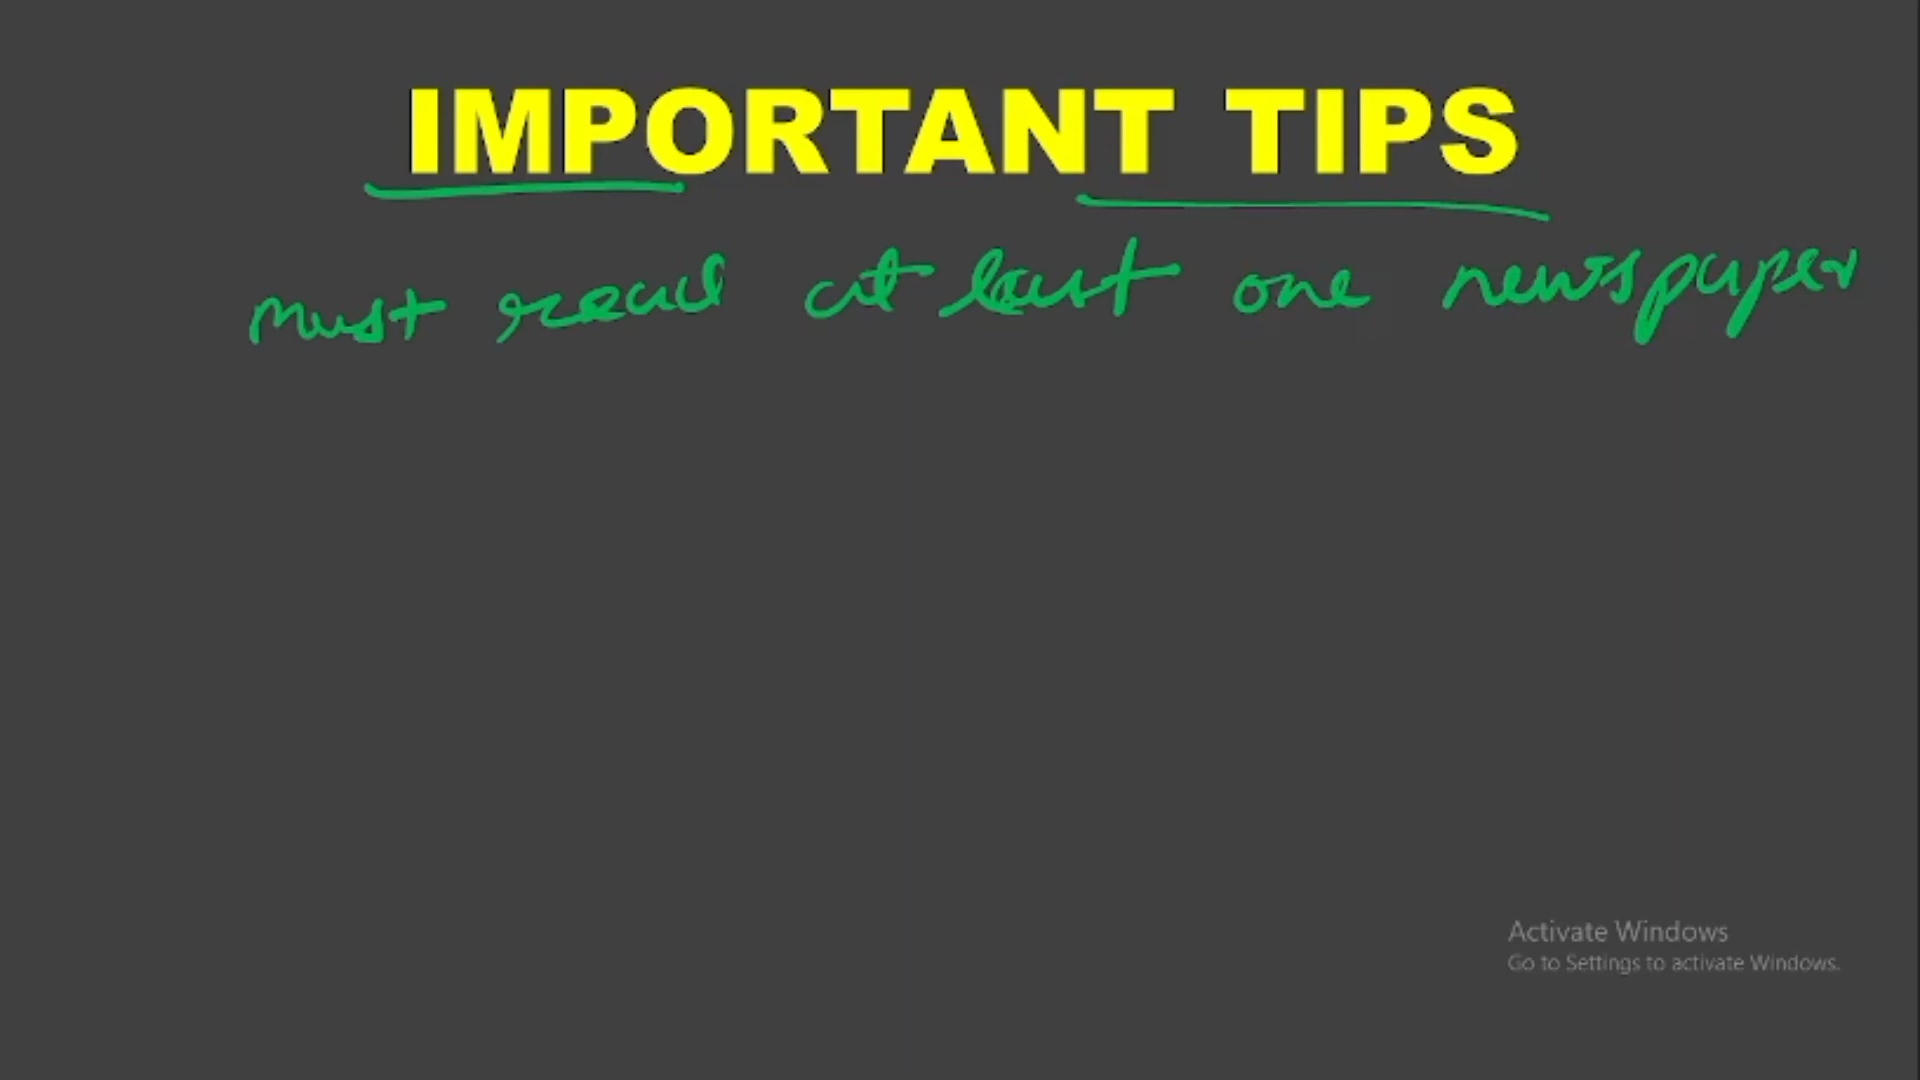 IMPORTANT TIPS
must read at least one newspaper
Activate Windows
Go to Settings to activate Windows.